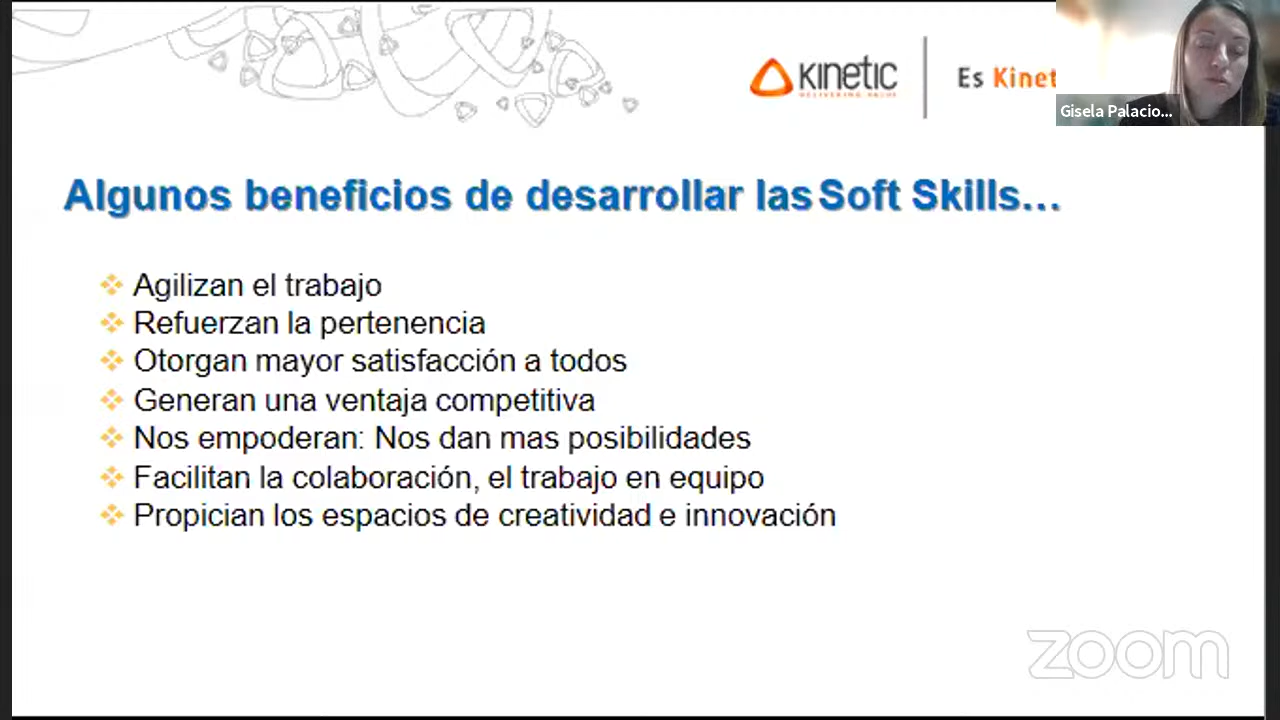 KINETIC
DELIVERING VALUE
Es Kinet
Gisela Palacio...
Algunos beneficios de desarrollar las Soft Skills...
Agilizan el trabajo
Refuerzan la pertenencia
Otorgan mayor satisfacción a todos
Generan una ventaja competitiva
Nos empoderan: Nos dan mas posibilidades
Facilitan la colaboración, el trabajo en equipo
Propician los espacios de creatividad e innovación
zoom